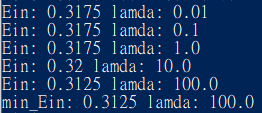 Ein: 0.3175 lamda: 0.01
Ein: 0.3175 lamda: 0.1
Ein: 0.3175 lamda: 1.0
Ein: 0.32 lamda: 10.0
Ein: 0.3125 lamda: 100.0
min_Ein: 0.3125 lamda: 100.0